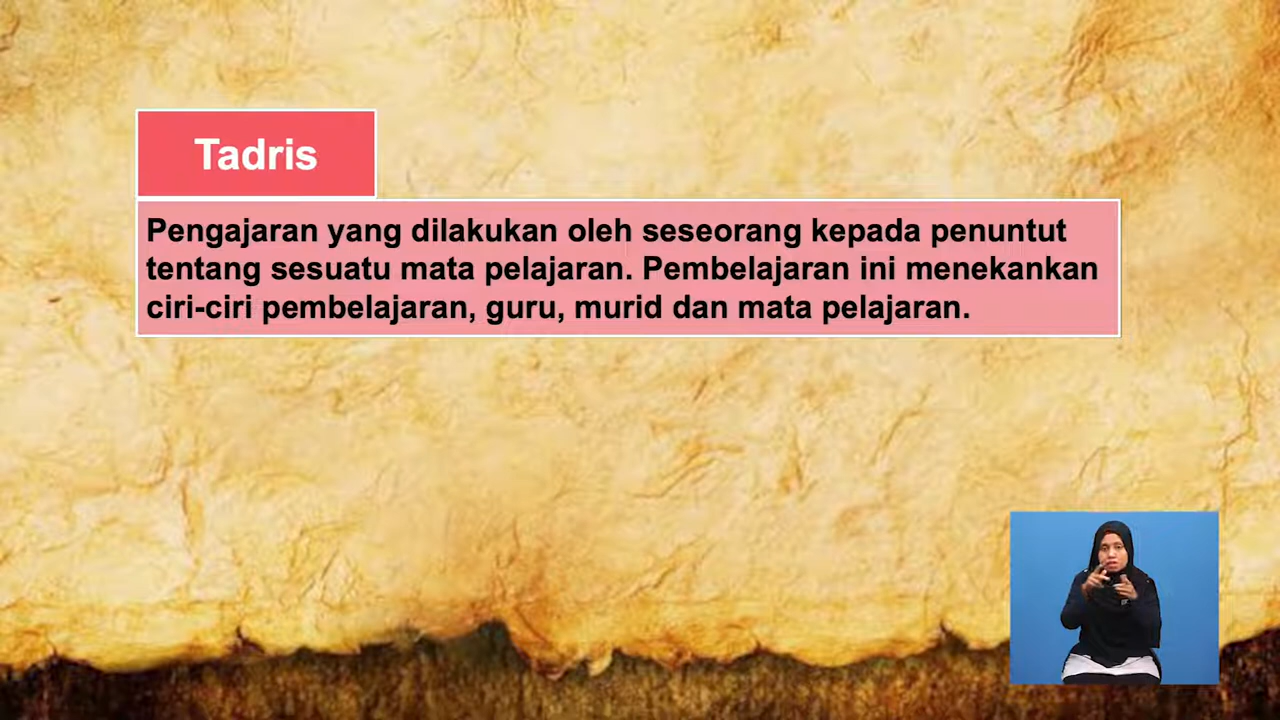 Tadris
Pengajaran yang dilakukan oleh seseorang kepada penuntut
tentang sesuatu mata pelajaran. Pembelajaran ini menekankan
ciri-ciri pembelajaran, guru, murid dan mata pelajaran.